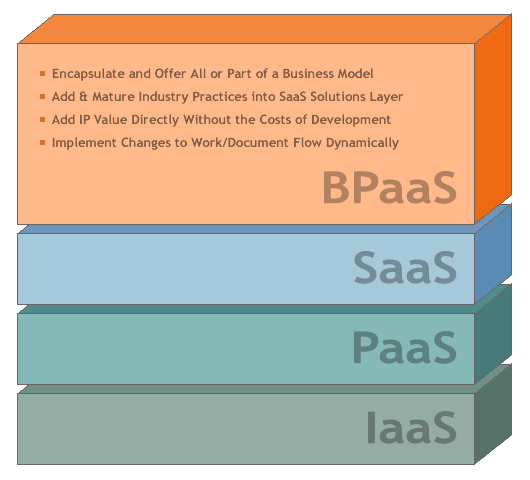 Encapsulate and Offer All or Part of a Business Model
Add & Mature Industry Practices into SaaS Solutions Layer
Add IP Value Directly Without the Costs of Development
Implement Changes to Work/Document Flow Dynamically
BPaaS
SaaS
PaaS
IaaS